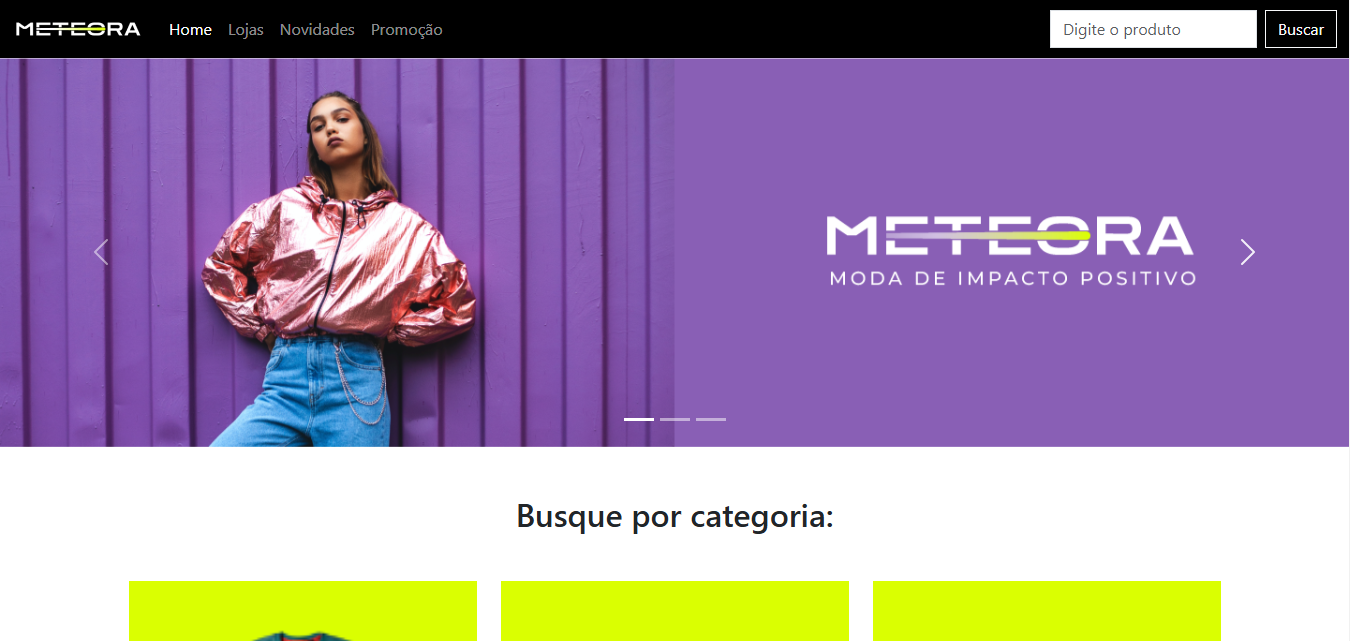 METEORA
Home Lojas Novidades Promoção
Digite o produto
Buscar
METEORA
MODA DE IMPACTO POSITIVO
Busque por categoria: